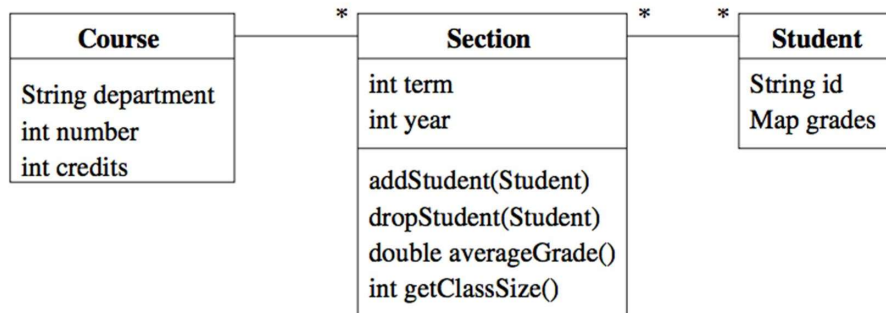 Course
String department
int number
int credits
*
Section
int term
int year
addStudent(Student)
dropStudent(Student)
double averageGrade()
int getClassSize()
*
*
Student
String id
Map grades